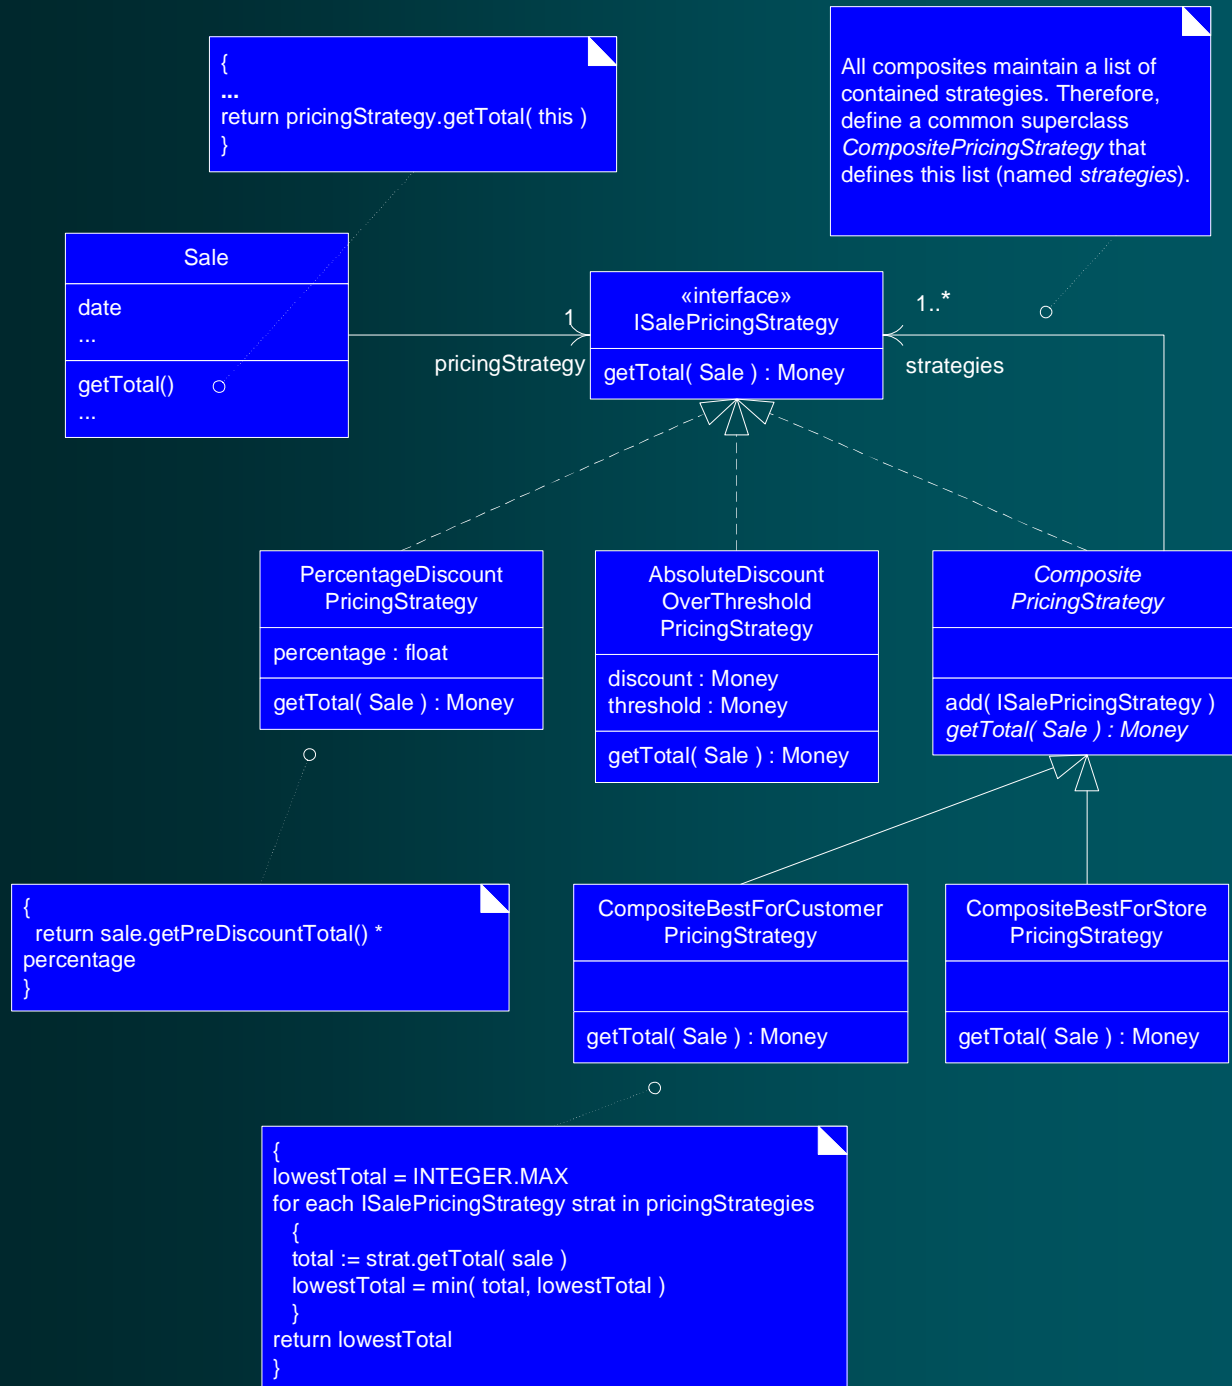 {
...
return pricingStrategy.getTotal( this )
}
All composites maintain a list of
contained strategies. Therefore,
define a common superclass
CompositePricingStrategy that
defines this list (named strategies).
Sale
date
...
getTotal()
...
1
pricingStrategy
«interface»
ISalePricingStrategy
getTotal( Sale ) : Money
1..*
strategies
PercentageDiscount
PricingStrategy
percentage : float
getTotal( Sale ) : Money
AbsoluteDiscount
OverThreshold
PricingStrategy
discount : Money
threshold : Money
getTotal( Sale ) : Money
Composite
PricingStrategy
add( ISalePricingStrategy )
getTotal( Sale ) : Money
{
return sale.getPreDiscountTotal() *
percentage
}
CompositeBestForCustomer
PricingStrategy
getTotal( Sale ) : Money
CompositeBestForStore
PricingStrategy
getTotal( Sale ) : Money
{
lowestTotal = INTEGER.MAX
for each ISalePricingStrategy strat in pricingStrategies
{
total := strat.getTotal( sale )
lowestTotal = min( total, lowestTotal )
}
return lowestTotal
}